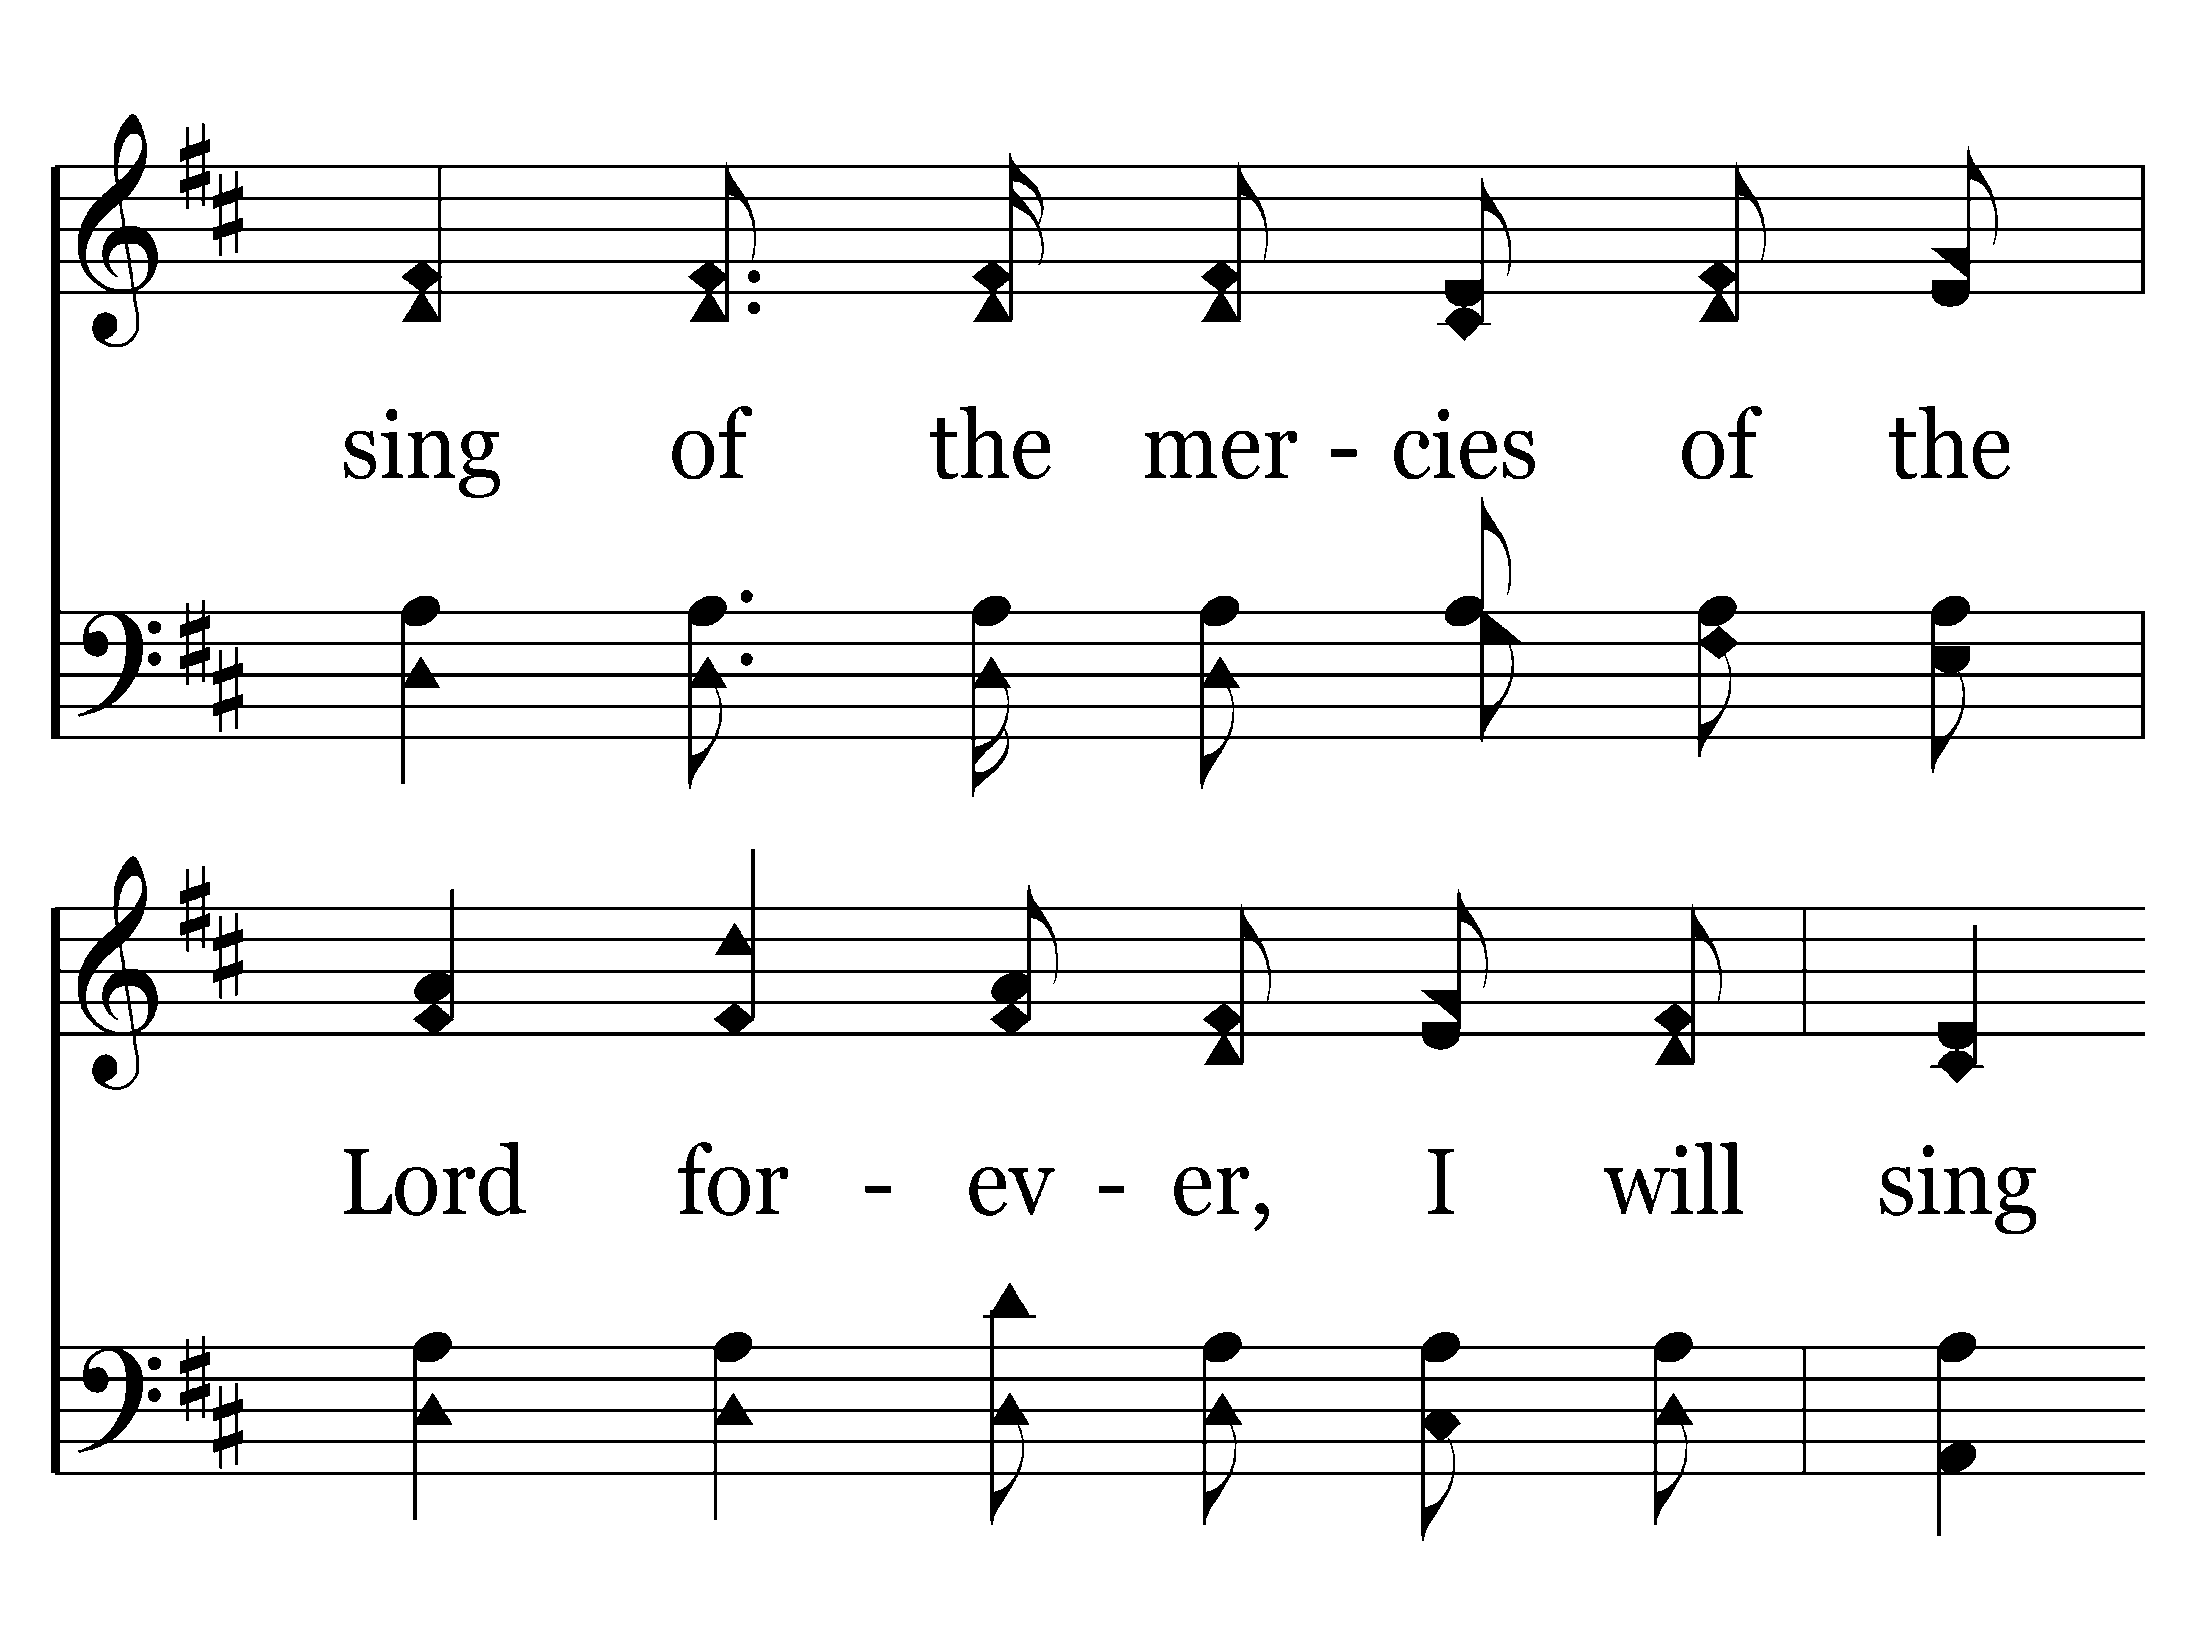 sing of the mer - cies of the
Lord for - ev - er, I will sing